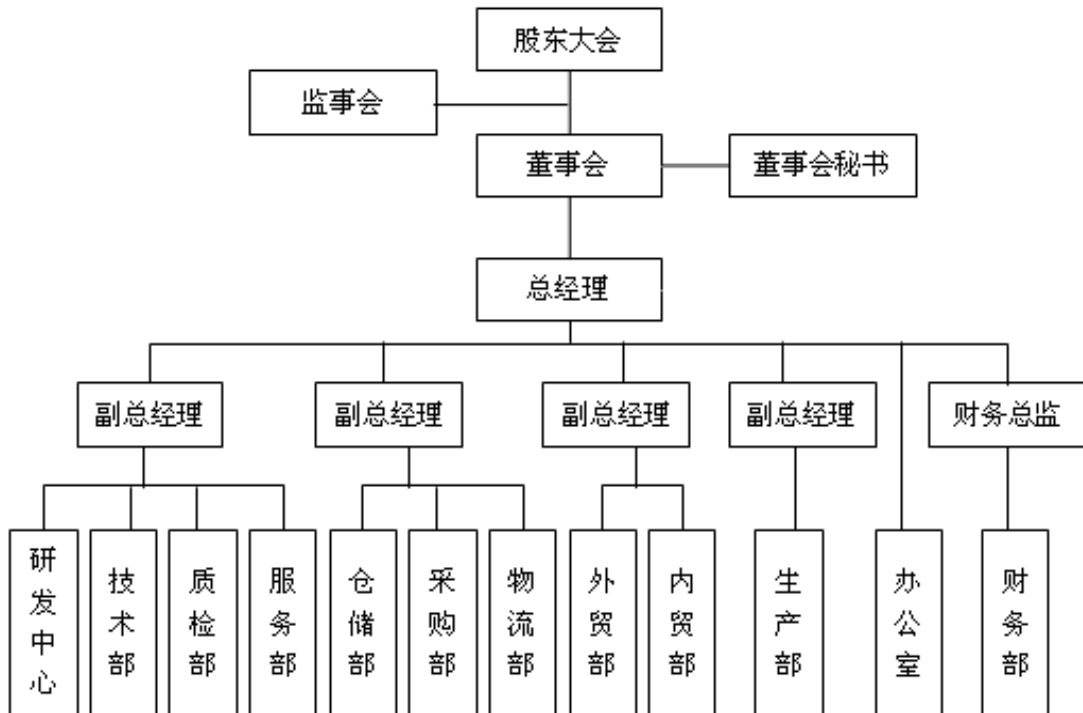 股东大会
监事会
董事会
董事会秘书
总经理
副总经理
副总经理
副总经理
副总经理
财务总监
研发中心
技术部
质检部
服务部
仓储部
采购部
物流部
外贸部
内贸部
生产部
办公室
财务部